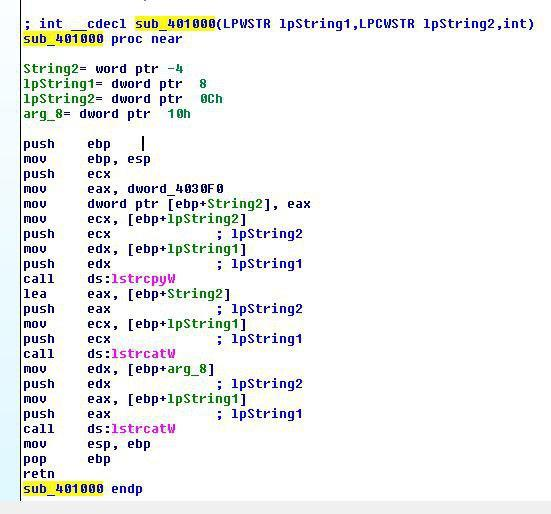 ; int __cdecl sub_401000(LPWSTR lpString1,LPCWSTR lpString2,int)
sub_401000 proc near
String2= word ptr -4
lpString1= dword ptr  8
lpString2= dword ptr  0Ch
arg_8= dword ptr  10h
push    ebp
mov     ebp, esp
push    ecx
mov     eax, dword_4030F0
mov     dword ptr [ebp+String2], eax
mov     ecx, [ebp+lpString2]
push    ecx             ; lpString2
mov     edx, [ebp+lpString1]
push    edx             ; lpString1
call    ds:lstrcpyW
lea     eax, [ebp+String2]
push    eax             ; lpString2
mov     ecx, [ebp+lpString1]
push    ecx             ; lpString1
call    ds:lstrcatW
mov     edx, [ebp+arg_8]
push    edx             ; lpString2
mov     eax, [ebp+lpString1]
push    eax             ; lpString1
call    ds:lstrcatW
mov     esp, ebp
pop     ebp
retn
sub_401000 endp